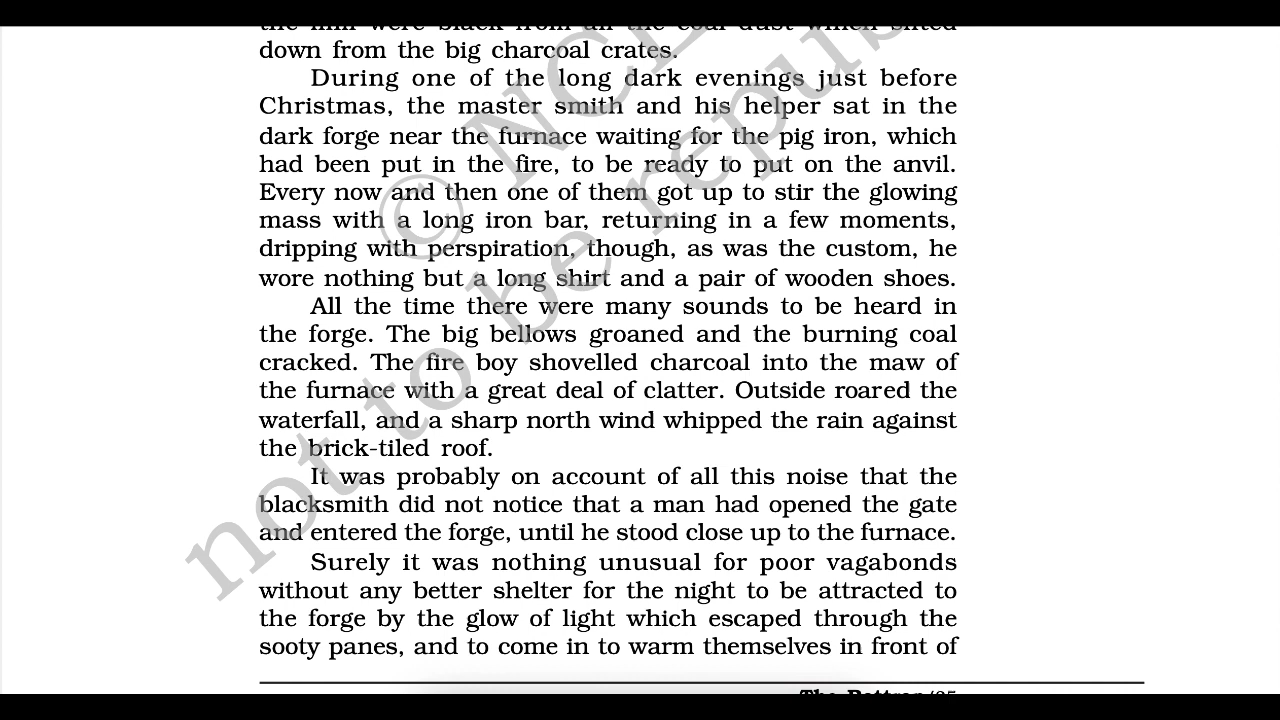 down from the big charcoal crates.
During one of the long dark evenings just before
Christmas, the master smith and his helper sat in the
dark forge near the furnace waiting for the pig iron, which
had been put in the fire, to be ready to put on the anvil.
Every now and then one of them got up to stir the glowing
mass with a long iron bar, returning in a few moments,
dripping with perspiration, though, as was the custom, he
wore nothing but a long shirt and a pair of wooden shoes.
All the time there were many sounds to be heard in
the forge. The big bellows groaned and the burning coal
cracked. The fire boy shovelled charcoal into the maw of
the furnace with a great deal of clatter. Outside roared the
waterfall, and a sharp north wind whipped the rain against
the brick-tiled roof.
It was probably on account of all this noise that the
blacksmith did not notice that a man had opened the gate
and entered the forge, until he stood close up to the furnace.
Surely it was nothing unusual for poor vagabonds
without any better shelter for the night to be attracted to
the forge by the glow of light which escaped through the
sooty panes, and to come in to warm themselves in front of
©
not to be